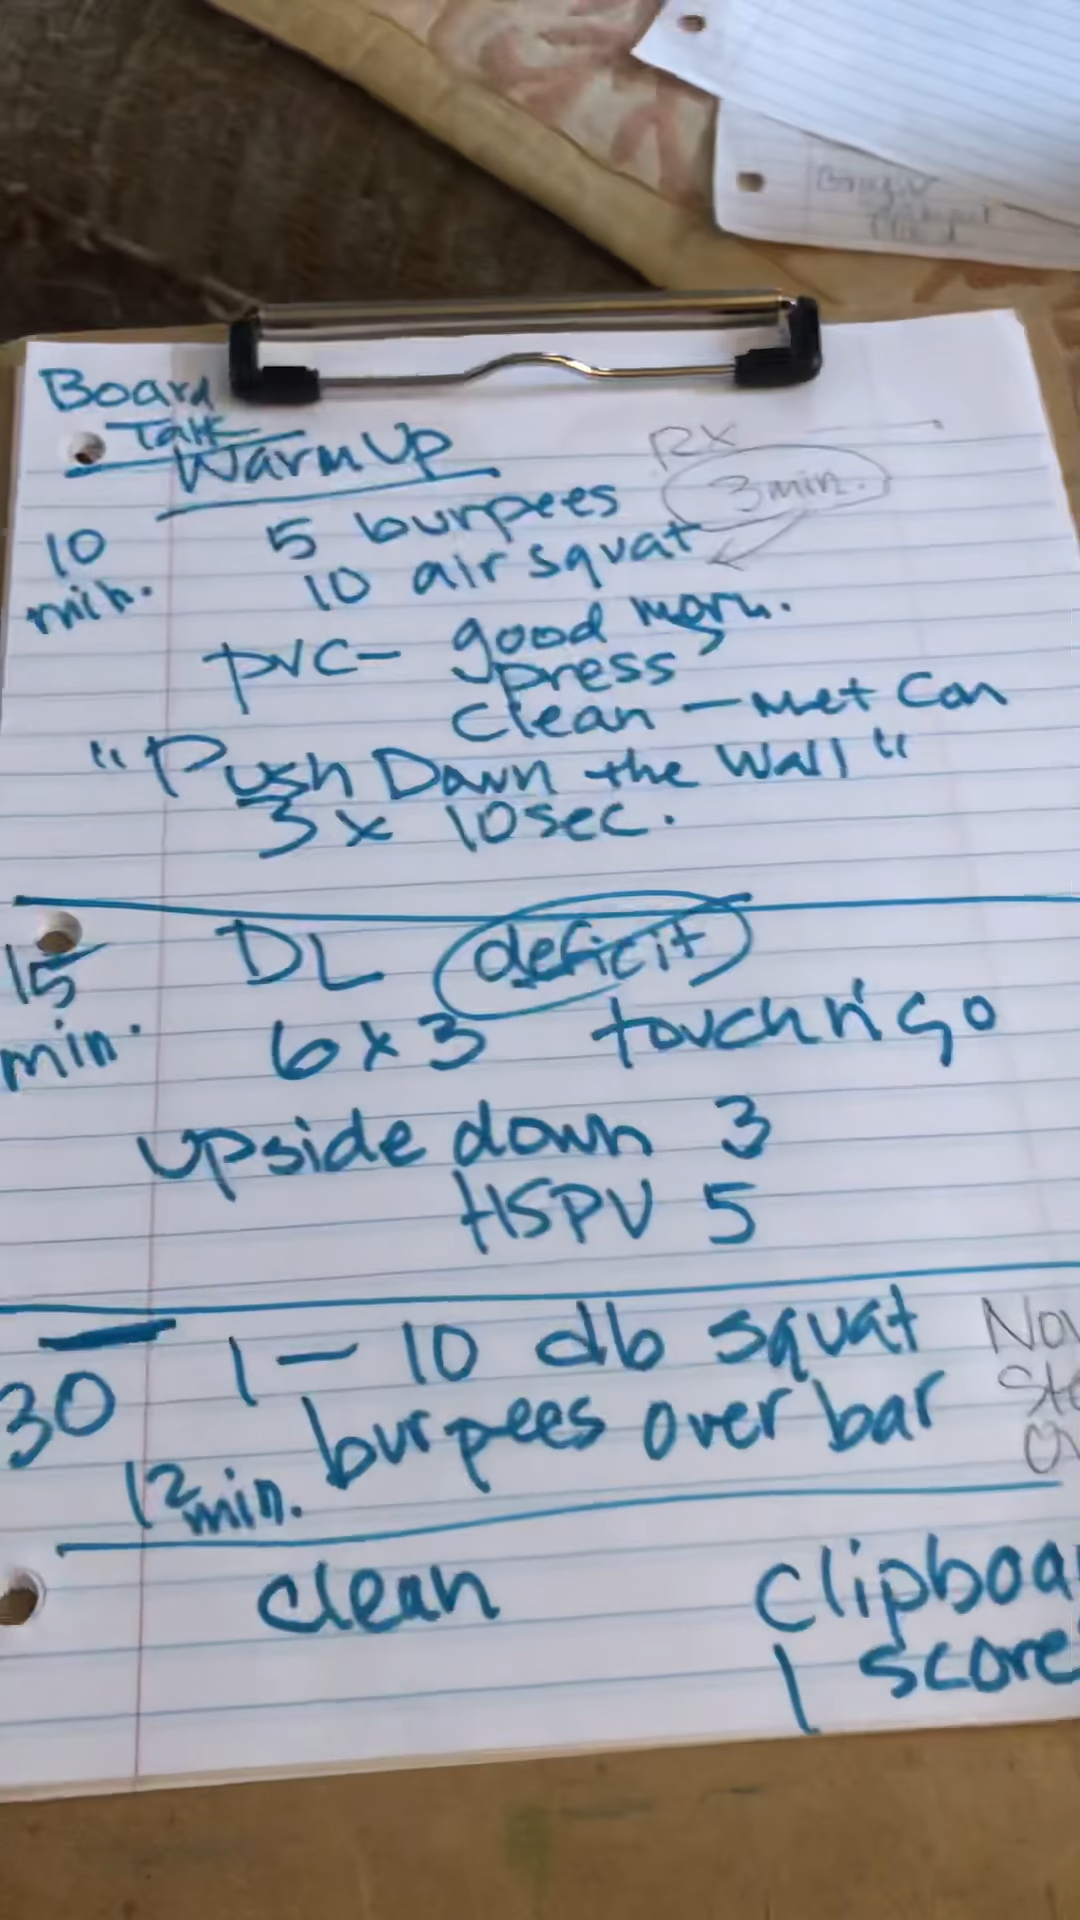 Board
Talk
Warm Up
RX
3 min.
10
min.
5 burpees
10 air squat
PVC- good morn.
press
clean - Met Con
"Push Down the Wall"
3 x 10 sec.
15
min.
DL deficit
6 x 3 touch n' go
upside down 3
HSPU 5
30
1 - 10 db squat
burpees over bar
12 min.
clean
clipboa
1 score